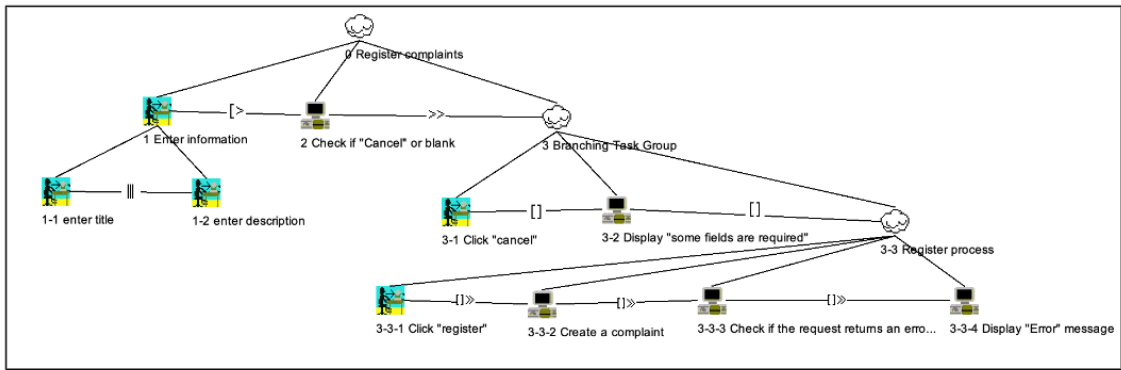 0 Register complaints
[>
>>
1 Enter information
2 Check if "Cancel" or blank
3 Branching Task Group
|||
1-1 enter title
1-2 enter description
[]
[]
3-1 Click "cancel"
3-2 Display "some fields are required"
3-3 Register process
[]»
[]»
[]»
3-3-1 Click "register"
3-3-2 Create a complaint
3-3-3 Check if the request returns an erro...
3-3-4 Display "Error" message